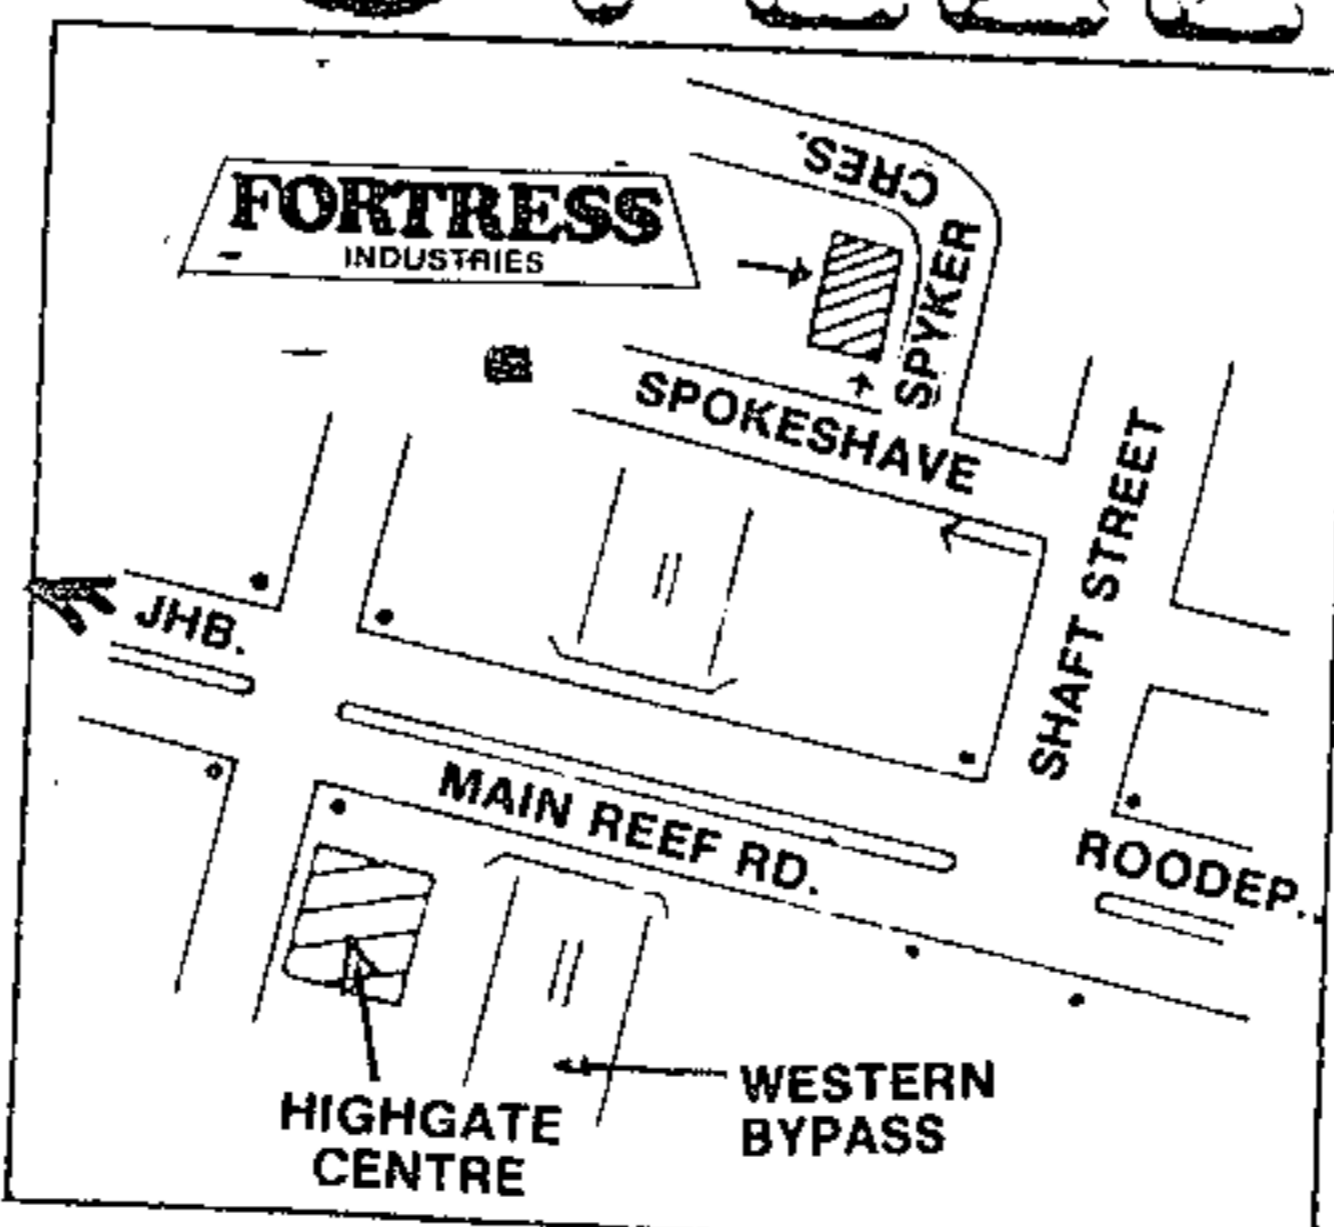 CRES.
SPYKER
FORTRESS
INDUSTRIES
SPOKESHAVE
SHAFT STREET
JHB.
MAIN REEF RD.
ROODEP.
HIGHGATE
CENTRE
WESTERN
BYPASS